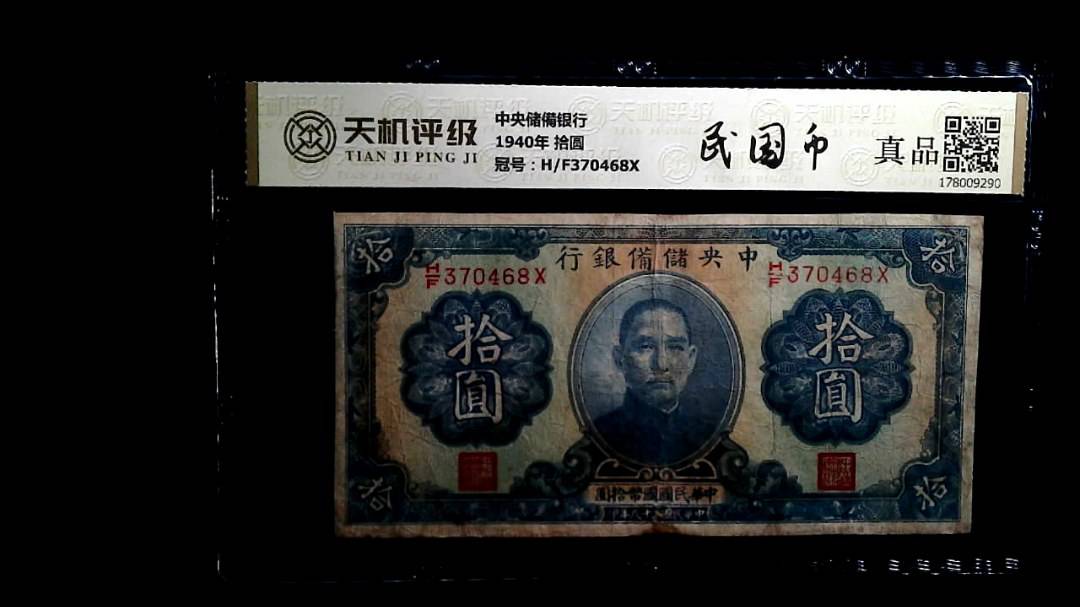 天机评级
TIAN JI PING JI
中央储備银行
1940年 拾圆
冠号：H/F370468X
民国币
真品
178009290
行銀備儲央中
H/F370468X
H/F370468X
拾
拾
拾圓
拾圓
圓拾幣國國民華中
拾
拾